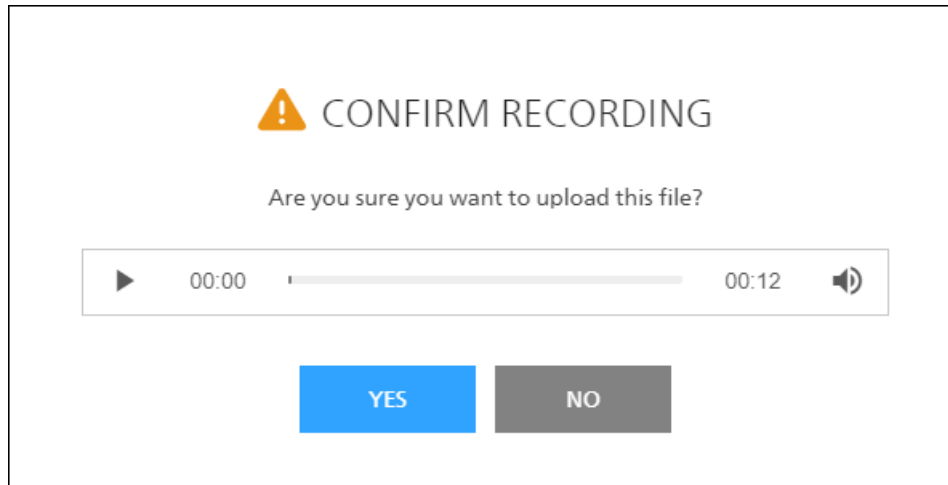 CONFIRM RECORDING
Are you sure you want to upload this file?
00:00 00:12
YES NO